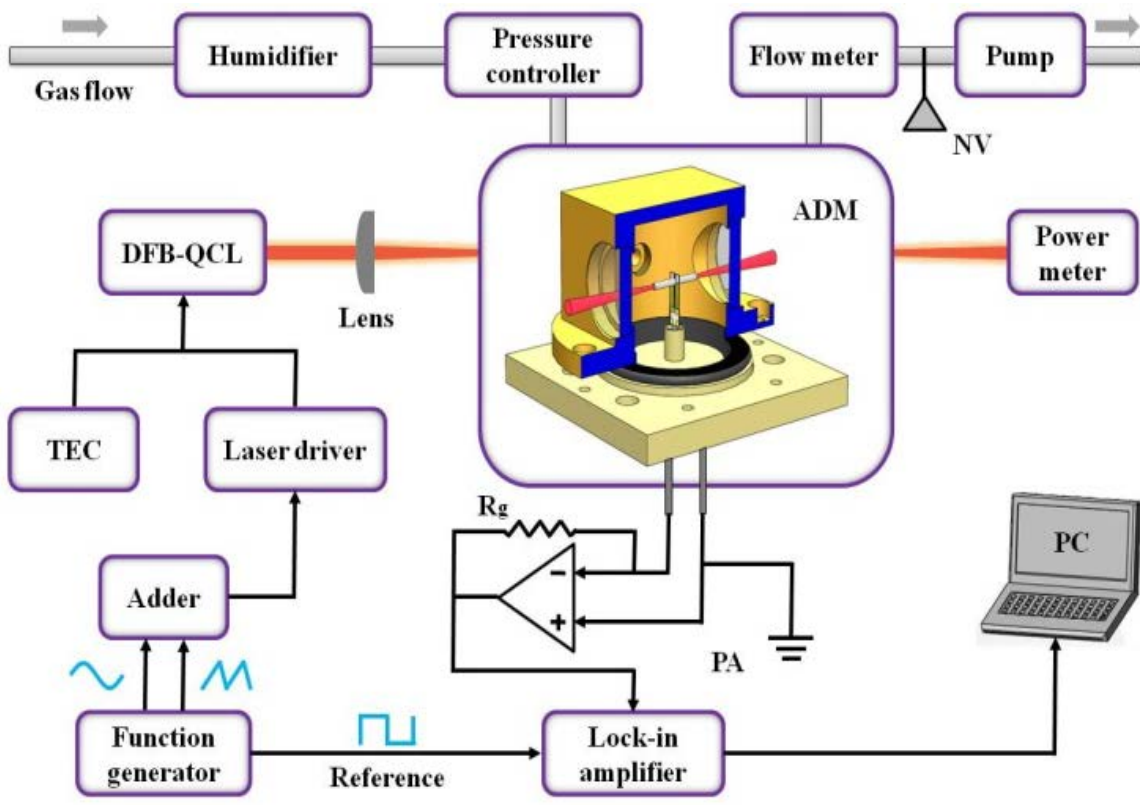 Humidifier
Pressure
controller
Flow meter
Pump
Gas flow
NV
ADM
DFB-QCL
Lens
Power
meter
TEC
Laser driver
Rg
PC
Adder
PA
Function
generator
Reference
Lock-in
amplifier